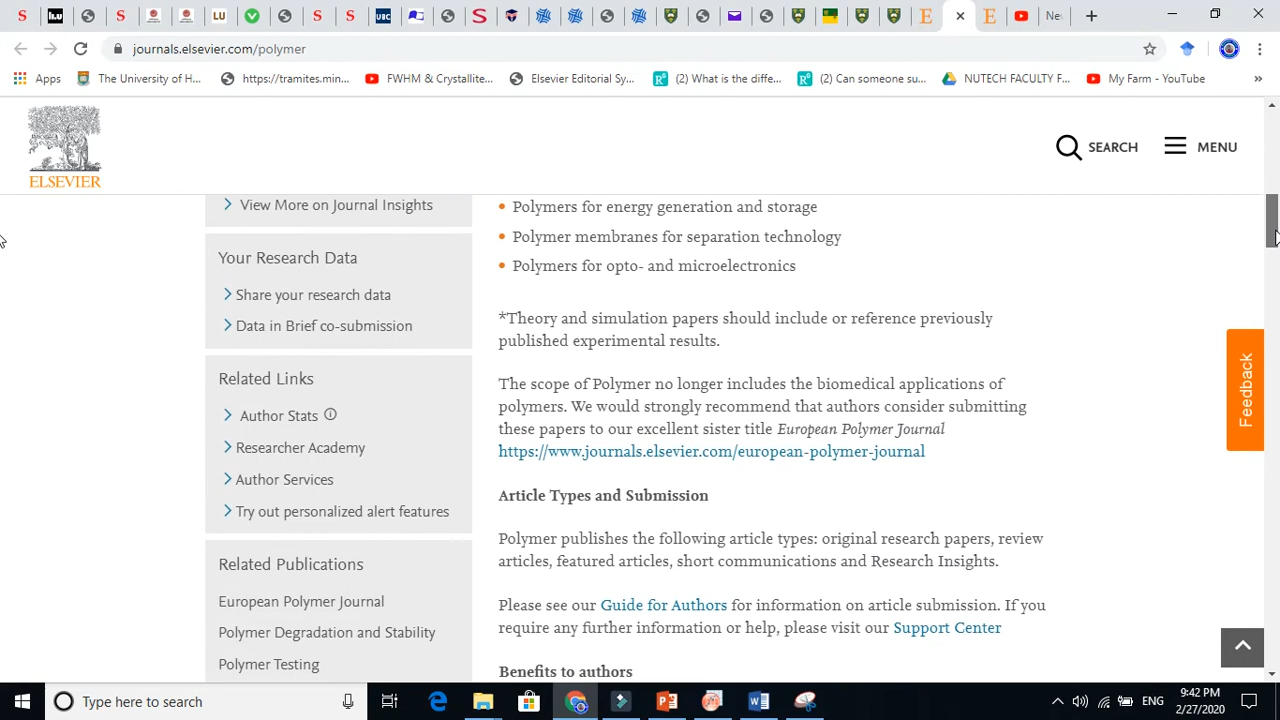 LU
UBC
S
E
E
Ne
journals.elsevier.com/polymer
Apps
The University of H...
https://tramites.min...
FWHM & Crystallite...
Elsevier Editorial Sy...
(2) What is the diffe...
(2) Can someone su...
NUTECH FACULTY F...
My Farm - YouTube
»
ELSEVIER
SEARCH
MENU
View More on Journal Insights
Your Research Data
Share your research data
Data in Brief co-submission
Related Links
Author Stats
Researcher Academy
Author Services
Try out personalized alert features
Related Publications
European Polymer Journal
Polymer Degradation and Stability
Polymer Testing
Polymers for energy generation and storage
Polymer membranes for separation technology
Polymers for opto- and microelectronics
*Theory and simulation papers should include or reference previously
published experimental results.
The scope of Polymer no longer includes the biomedical applications of
polymers. We would strongly recommend that authors consider submitting
these papers to our excellent sister title European Polymer Journal
https://www.journals.elsevier.com/european-polymer-journal
Article Types and Submission
Polymer publishes the following article types: original research papers, review
articles, featured articles, short communications and Research Insights.
Please see our Guide for Authors for information on article submission. If you
require any further information or help, please visit our Support Center
Benefits to authors
Feedback
Type here to search
ENG
9:42 PM
2/27/2020